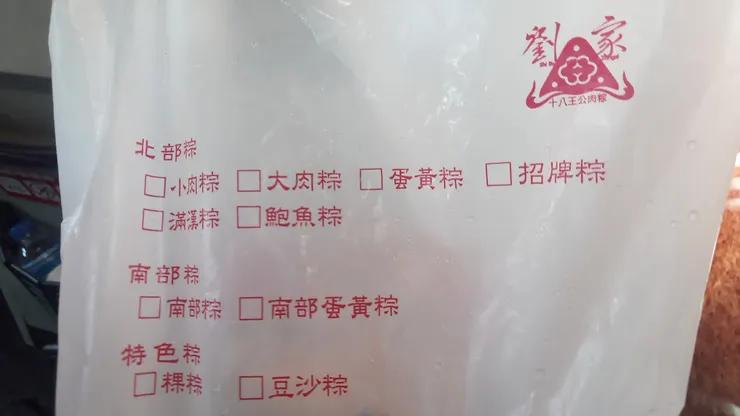 劉家
十八王公肉粽
北部粽
□小肉粽 □大肉粽 □蛋黃粽 □招牌粽
□滿漢粽 □鮑魚粽
南部粽
□南部粽 □南部蛋黃粽
特色粽
□粿粽 □豆沙粽